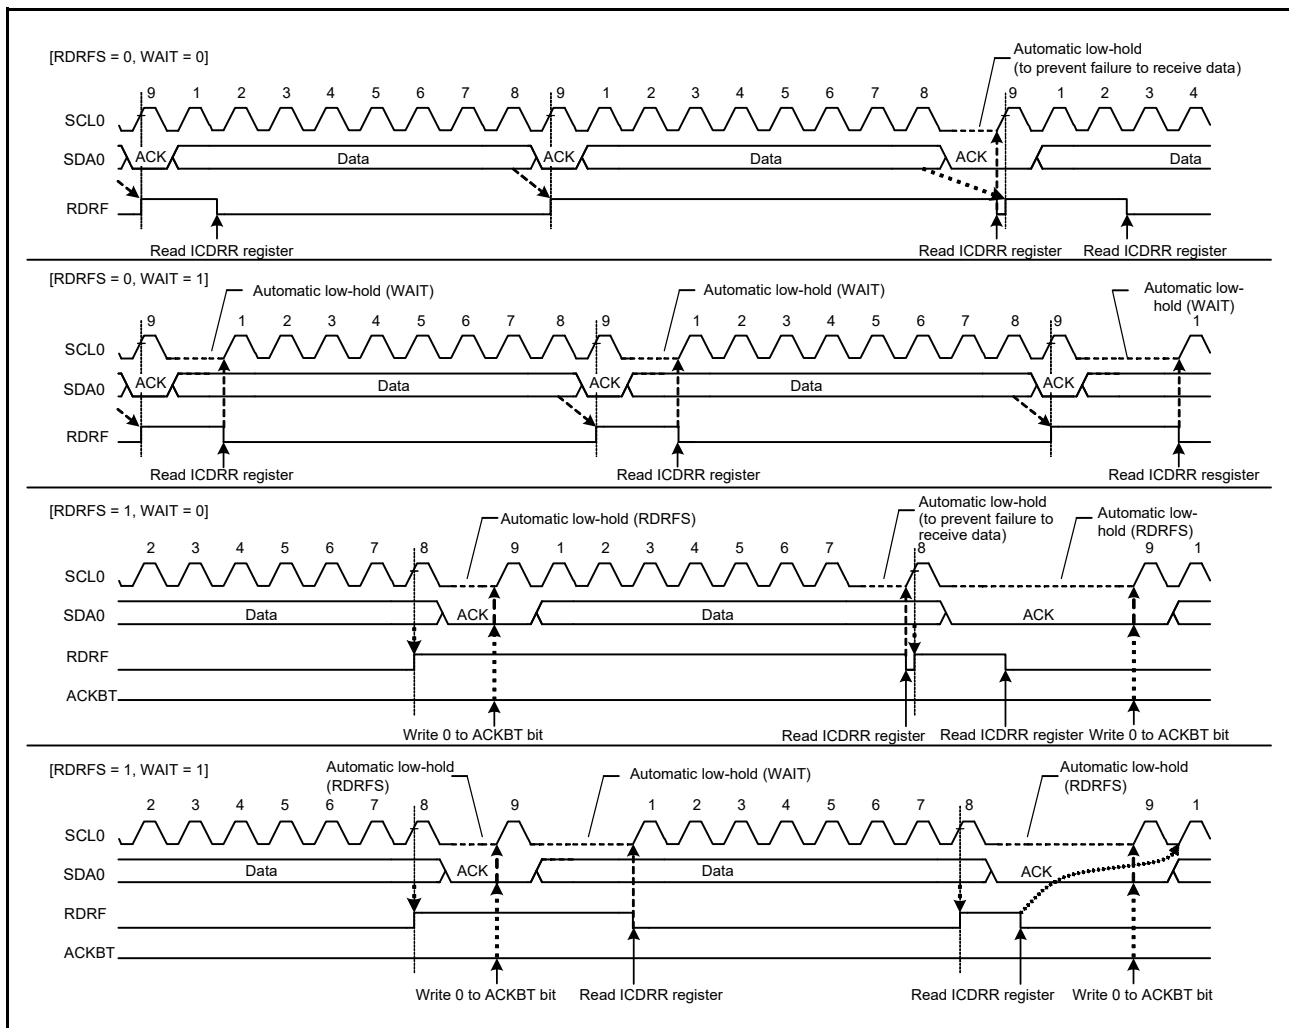 [RDRFS = 0, WAIT = 0]
Automatic low-hold
(to prevent failure to receive data)
9 1 2 3 4 5 6 7 8 9 1 2 3 4 5 6 7 8 9 1 2 3 4
SCL0
SDA0 ACK Data ACK Data ACK Data
RDRF
Read ICDRR register Read ICDRR register Read ICDRR register
[RDRFS = 0, WAIT = 1]
Automatic low-hold (WAIT) Automatic low-hold (WAIT) Automatic low-
hold (WAIT)
9 1 2 3 4 5 6 7 8 9 1 2 3 4 5 6 7 8 9 1
SCL0
SDA0 ACK Data ACK Data ACK
RDRF
Read ICDRR register Read ICDRR register Read ICDRR resgister
[RDRFS = 1, WAIT = 0]
Automatic low-hold (RDRFS) Automatic low-hold
(to prevent failure to
receive data) Automatic low-
hold (RDRFS)
2 3 4 5 6 7 8 9 1 2 3 4 5 6 7 8 9 1
SCL0
SDA0 Data ACK Data ACK
RDRF
ACKBT
Write 0 to ACKBT bit Read ICDRR register Read ICDRR register Write 0 to ACKBT bit
[RDRFS = 1, WAIT = 1]
Automatic low-hold
(RDRFS) Automatic low-hold (WAIT) Automatic low-hold
(RDRFS)
2 3 4 5 6 7 8 9 1 2 3 4 5 6 7 8 9 1
SCL0
SDA0 Data ACK Data ACK
RDRF
ACKBT
Write 0 to ACKBT bit Read ICDRR register Read ICDRR register Write 0 to ACKBT bit